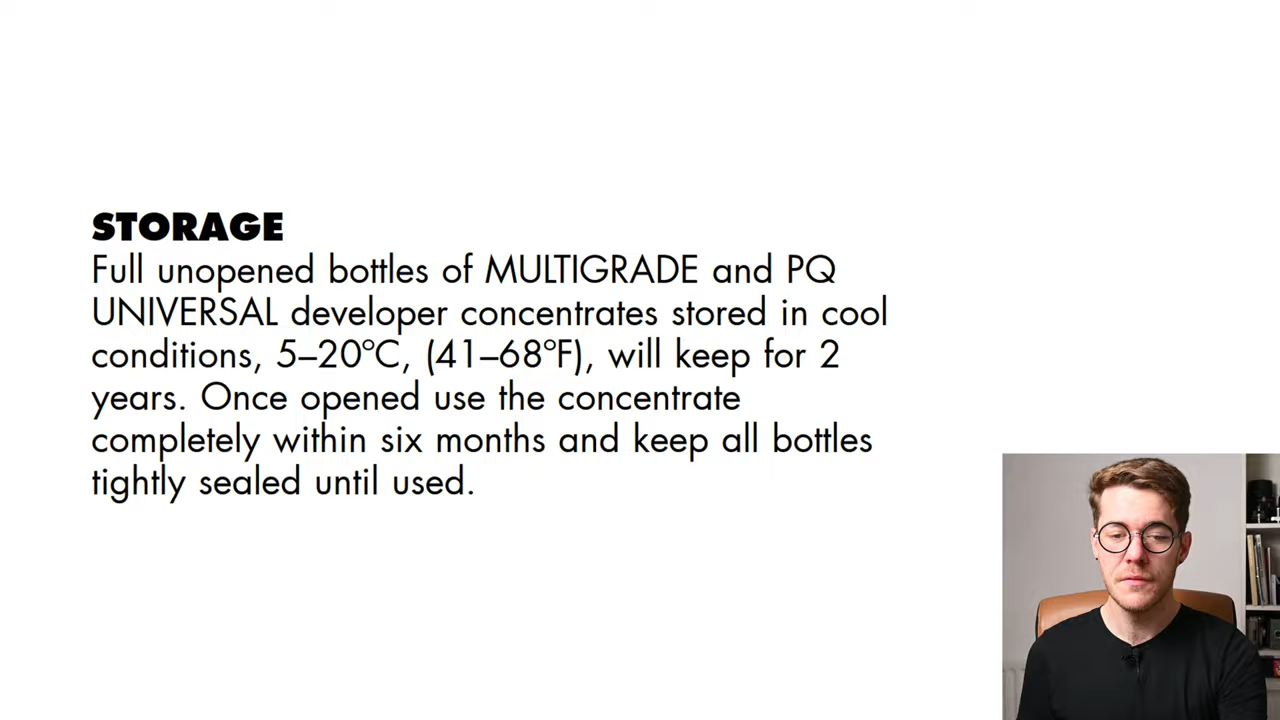 STORAGE
Full unopened bottles of MULTIGRADE and PQ
UNIVERSAL developer concentrates stored in cool
conditions, 5–20ºC, (41–68ºF), will keep for 2
years. Once opened use the concentrate
completely within six months and keep all bottles
tightly sealed until used.